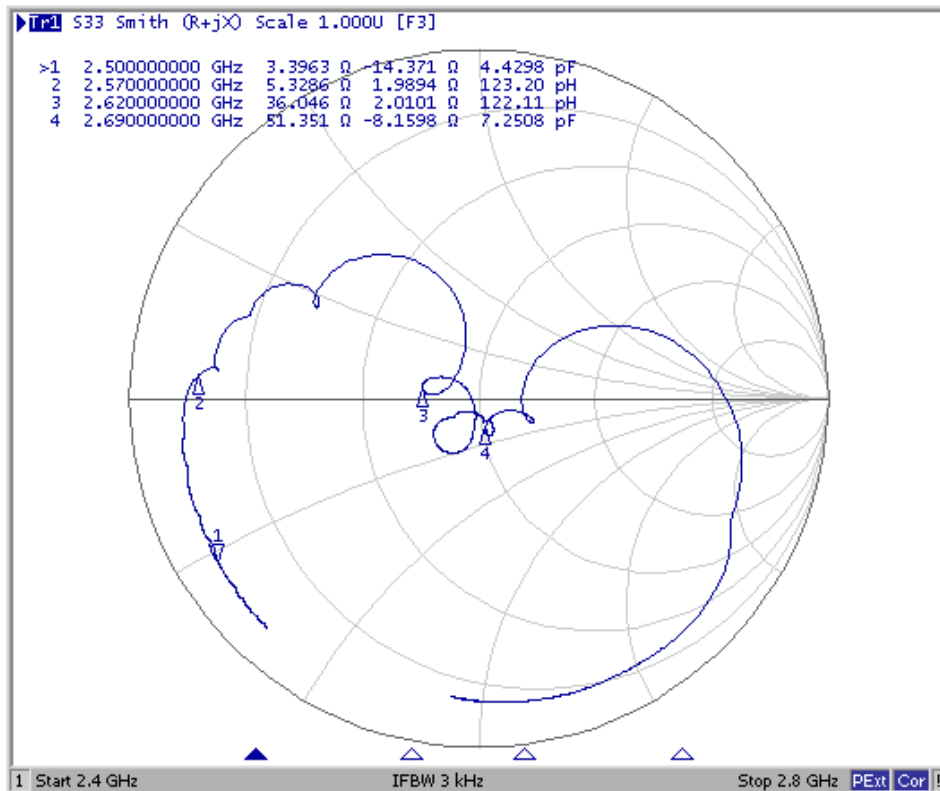 Tr1 S33 Smith (R+jX) Scale 1.000U [F3]
>1 2.500000000 GHz 3.3963 Ω -14.371 Ω 4.4298 pF
2 2.570000000 GHz 5.3286 Ω 1.9894 Ω 123.20 pH
3 2.620000000 GHz 36.046 Ω 2.0101 Ω 122.11 pH
4 2.690000000 GHz 51.351 Ω -8.1598 Ω 7.2508 pF
2
3
4
1
1 Start 2.4 GHz IFBW 3 kHz Stop 2.8 GHz PExt Cor !